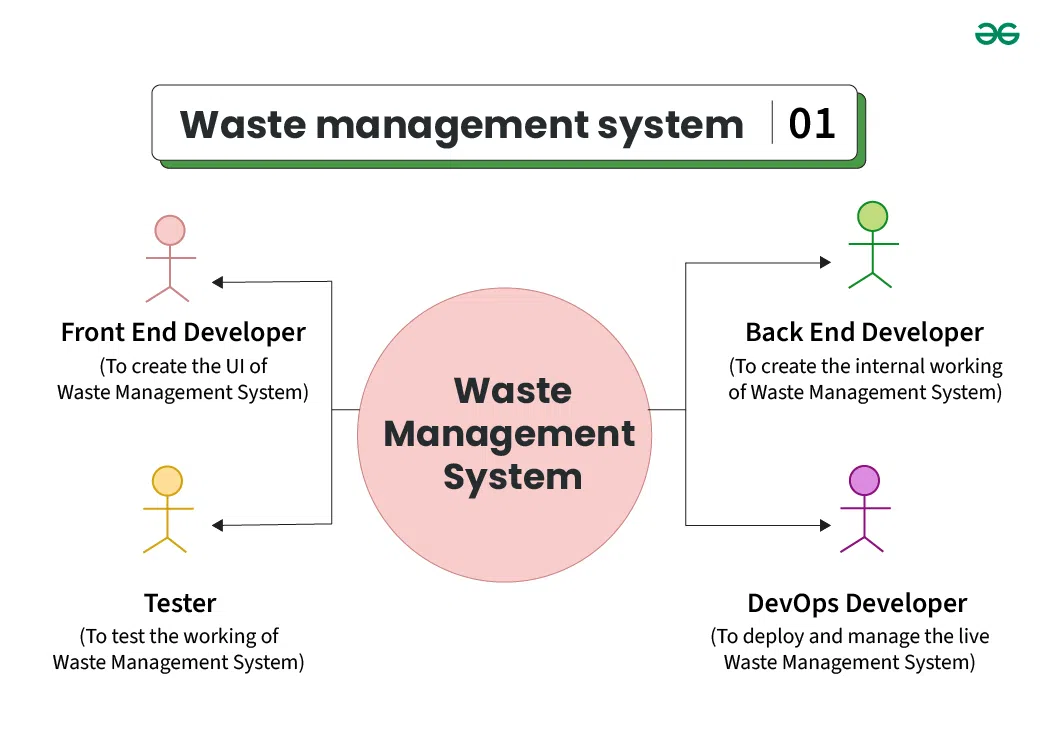 Waste management system 01
Front End Developer
(To create the UI of
Waste Management System)
Back End Developer
(To create the internal working
of Waste Management System)
Waste
Management
System
Tester
(To test the working of
Waste Management System)
DevOps Developer
(To deploy and manage the live
Waste Management System)